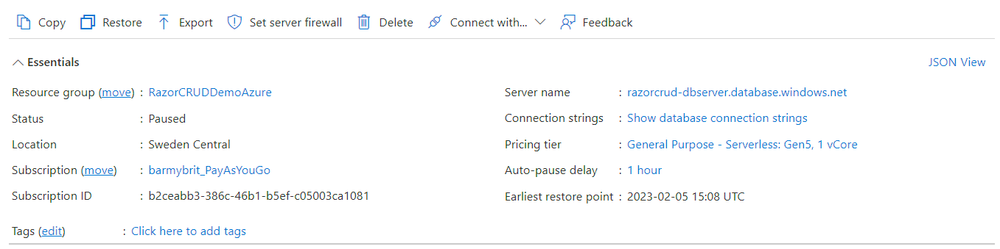 Copy Restore Export Set server firewall Delete Connect with... Feedback
Essentials JSON View
Resource group (move) : RazorCRUDDemoAzure Server name : razorcrud-dbserver.database.windows.net
Status : Paused Connection strings : Show database connection strings
Location : Sweden Central Pricing tier : General Purpose - Serverless: Gen5, 1 vCore
Subscription (move) : barmybrit_PayAsYouGo Auto-pause delay : 1 hour
Subscription ID : b2ceabb3-386c-46b1-b5ef-c05003ca1081 Earliest restore point : 2023-02-05 15:08 UTC
Tags (edit) : Click here to add tags